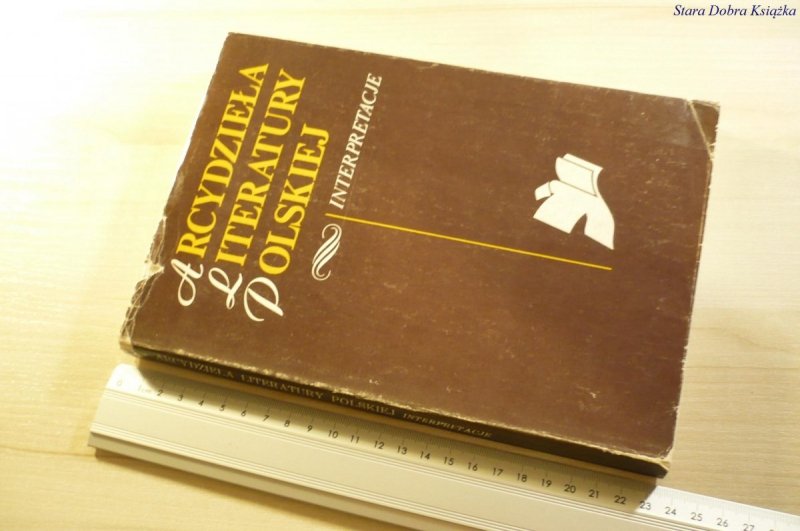 Stara Dobra Książka
ARCYDZIEŁA
LITERATURY
POLSKIEJ
INTERPRETACJE
ARCYDZIEŁA LITERATURY POLSKIEJ INTERPRETACJE
0 1cm 2 3 4 5 6 7 8 9 10 11 12 13 14 15 16 17 18 19 20 21 22 23 24 25 26 27